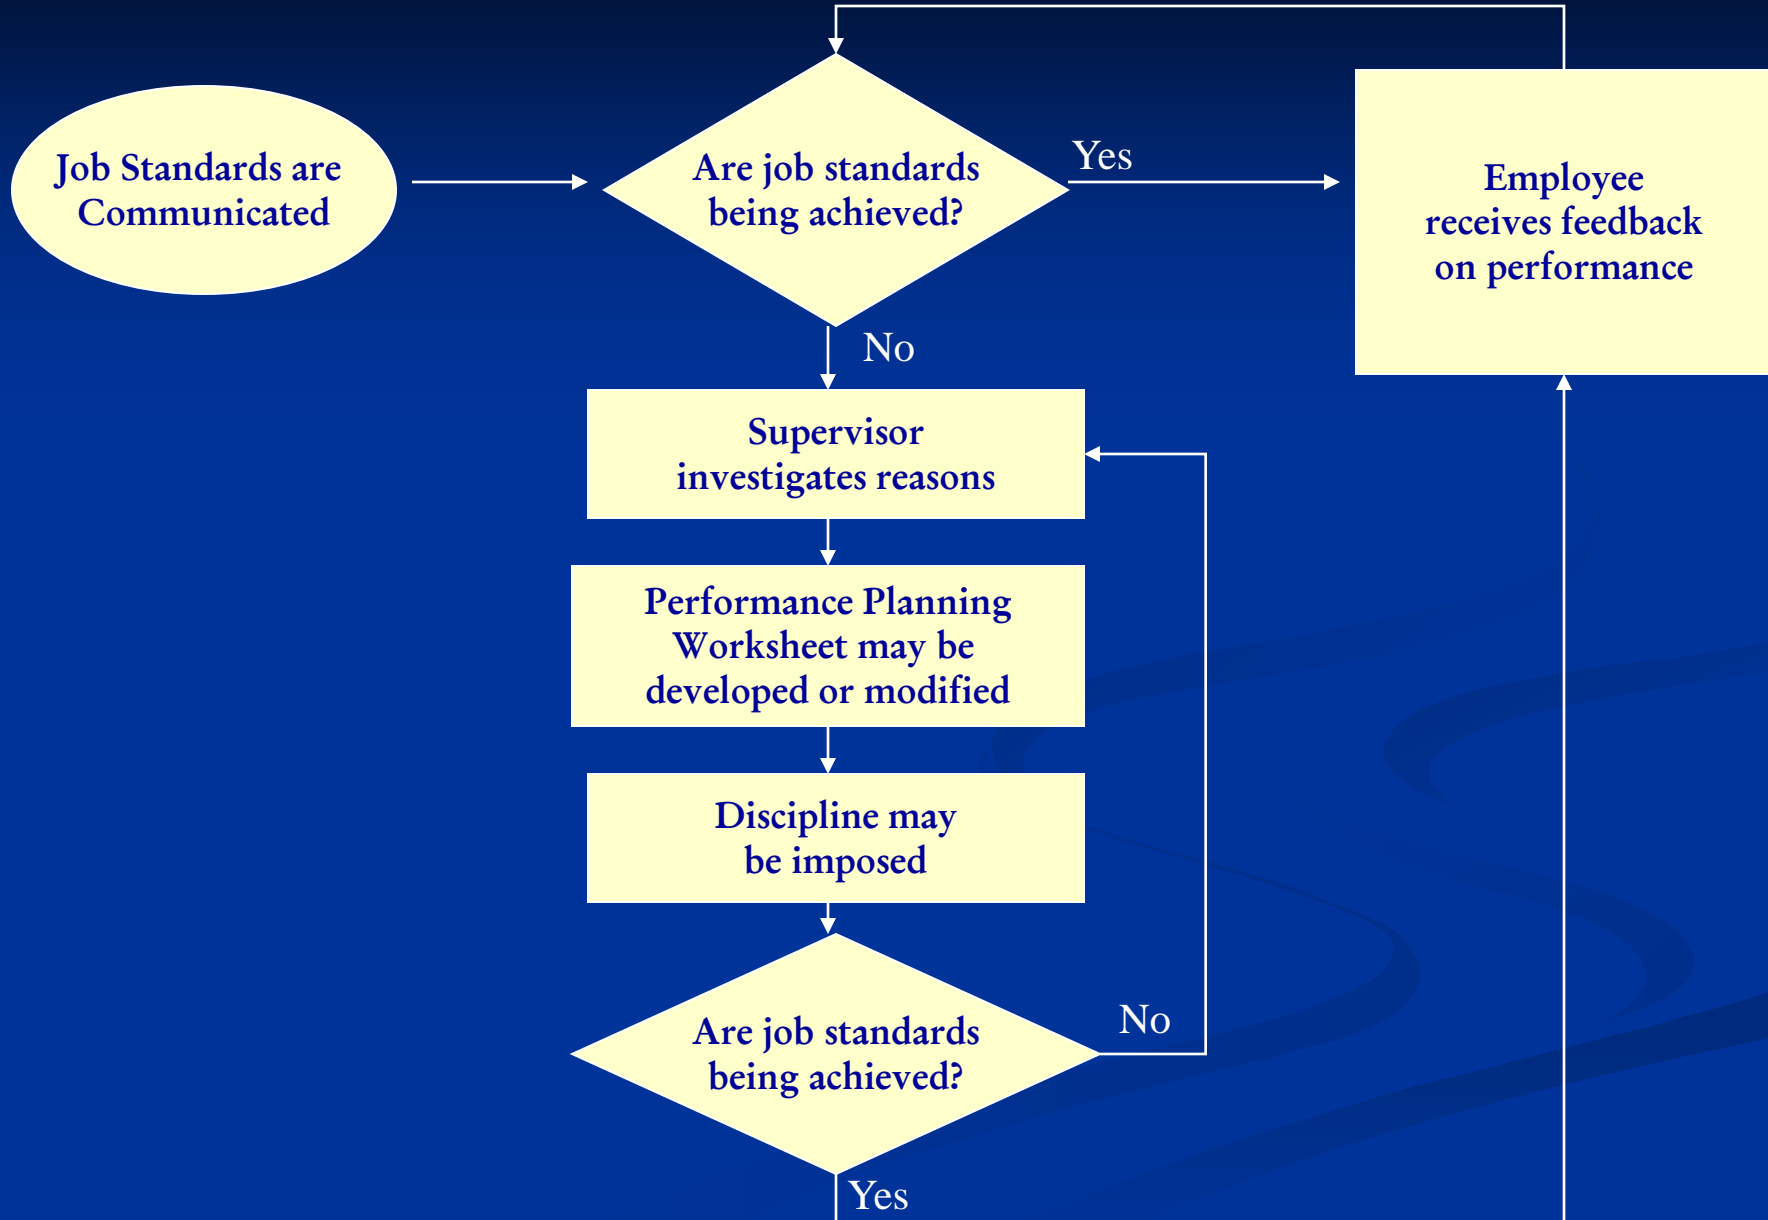 Job Standards are
Communicated
Are job standards
being achieved?
Yes
Employee
receives feedback
on performance
No
Supervisor
investigates reasons
Performance Planning
Worksheet may be
developed or modified
Discipline may
be imposed
Are job standards
being achieved?
No
Yes